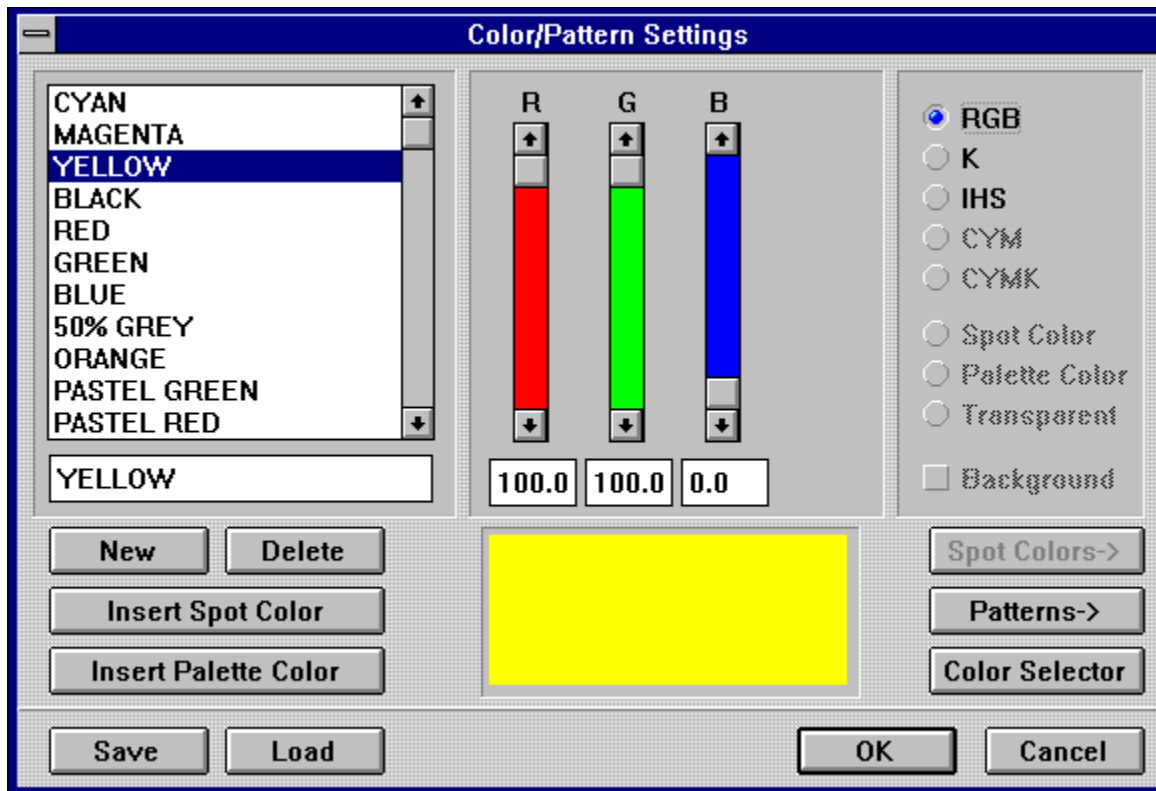 Color/Pattern Settings
CYAN
MAGENTA
YELLOW
BLACK
RED
GREEN
BLUE
50% GREY
ORANGE
PASTEL GREEN
PASTEL RED
YELLOW
R G B
100.0 100.0 0.0
RGB
K
IHS
CYM
CYMK
Spot Color
Palette Color
Transparent
Background
New Delete
Insert Spot Color
Insert Palette Color
Spot Colors->
Patterns->
Color Selector
Save Load OK Cancel